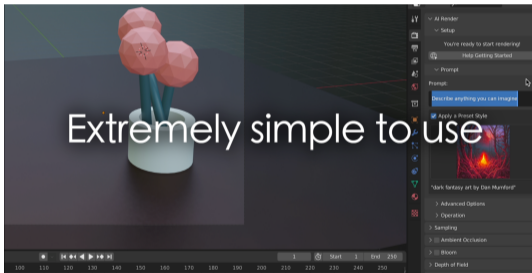 AI Render
Setup
You're ready to start rendering!
Help Getting Started
Prompt
Prompt:
Describe anything you can imagine
Apply a Preset Style
Extremely simple to use
"dark fantasy art by Dan Mumford"
Advanced Options
Operation
Sampling
Ambient Occlusion
Bloom
Depth of Field
1 Start 1 End 250
100 110 120 130 140 150 160 170 180 190 200 210 220 230 240 250